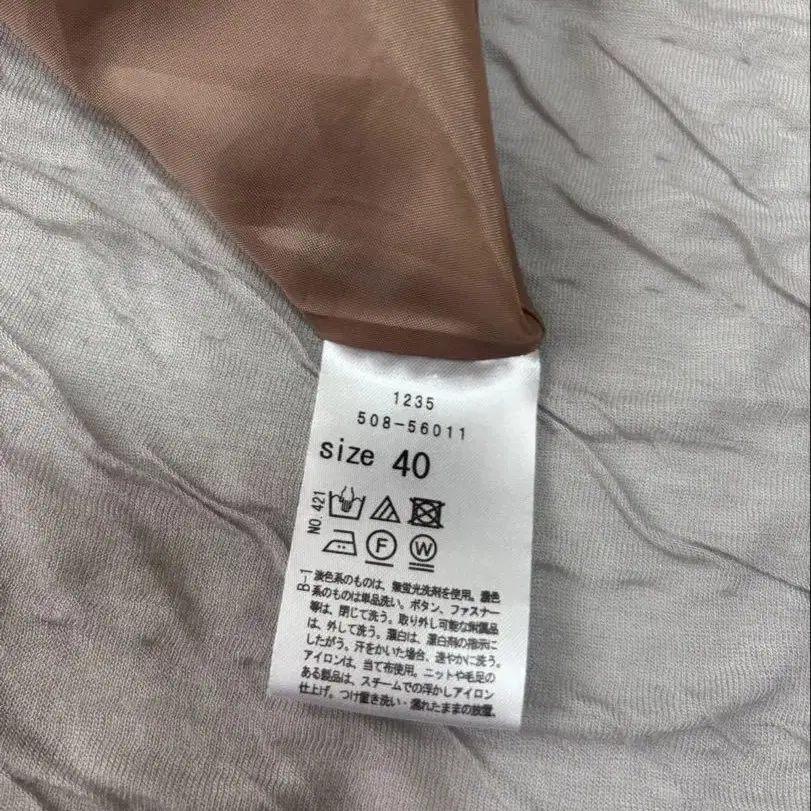 1235
508-56011
size 40
NO. 421
F W
B-1
淡色系のものは、無蛍光洗剤を使用。濃色
系のものは単品洗い。ボタン、ファスナー
等は、閉じて洗う。取り外し可能な附属品
は、外して洗う。漂白は、漂白剤の指示に
したがう。汗をかいた場合、速やかに洗う。
アイロンは、当て布使用。ニットや毛足の
ある製品は、スチームでの浮かしアイロン
仕上げ。つけ置き洗い・濡れたままの放置、